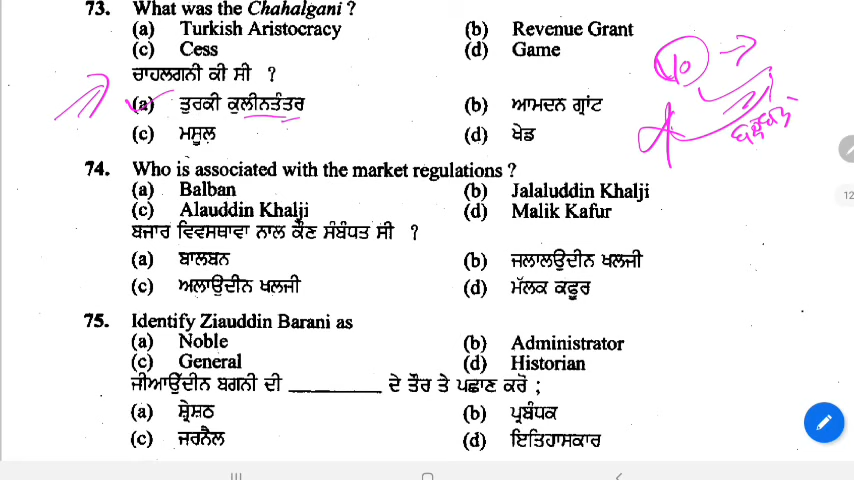 73. What was the Chahalgani ?
(a) Turkish Aristocracy (b) Revenue Grant
(c) Cess (d) Game
ਚਾਹਲਗਨੀ ਕੀ ਸੀ ?
(a) ਤੁਰਕੀ ਕੁਲੀਨਤੰਤਰ (b) ਆਮਦਨ ਗ੍ਰਾਂਟ
(c) ਮਸੂਲ (d) ਖੇਡ
40
74. Who is associated with the market regulations ?
(a) Balban (b) Jalaluddin Khalji
(c) Alauddin Khalji (d) Malik Kafur
ਬਜਾਰ ਵਿਵਸਥਾਵਾ ਨਾਲ ਕੌਣ ਸੰਬੰਧਤ ਸੀ ?
(a) ਬਾਲਬਨ (b) ਜਲਾਲਉਦੀਨ ਖਲਜੀ
(c) ਅਲਾਉਦੀਨ ਖਲਜੀ (d) ਮੱਲਕ ਕਫੂਰ
12
75. Identify Ziauddin Barani as
(a) Noble (b) Administrator
(c) General (d) Historian
ਜੀਆਉੱਦੀਨ ਬਗਨੀ ਦੀ ________ ਦੇ ਤੌਰ ਤੇ ਪਛਾਣ ਕਰੋ ;
(a) ਸ਼੍ਰੇਸ਼ਠ (b) ਪ੍ਰਬੰਧਕ
(c) ਜਰਨੈਲ (d) ਇਤਿਹਾਸਕਾਰ